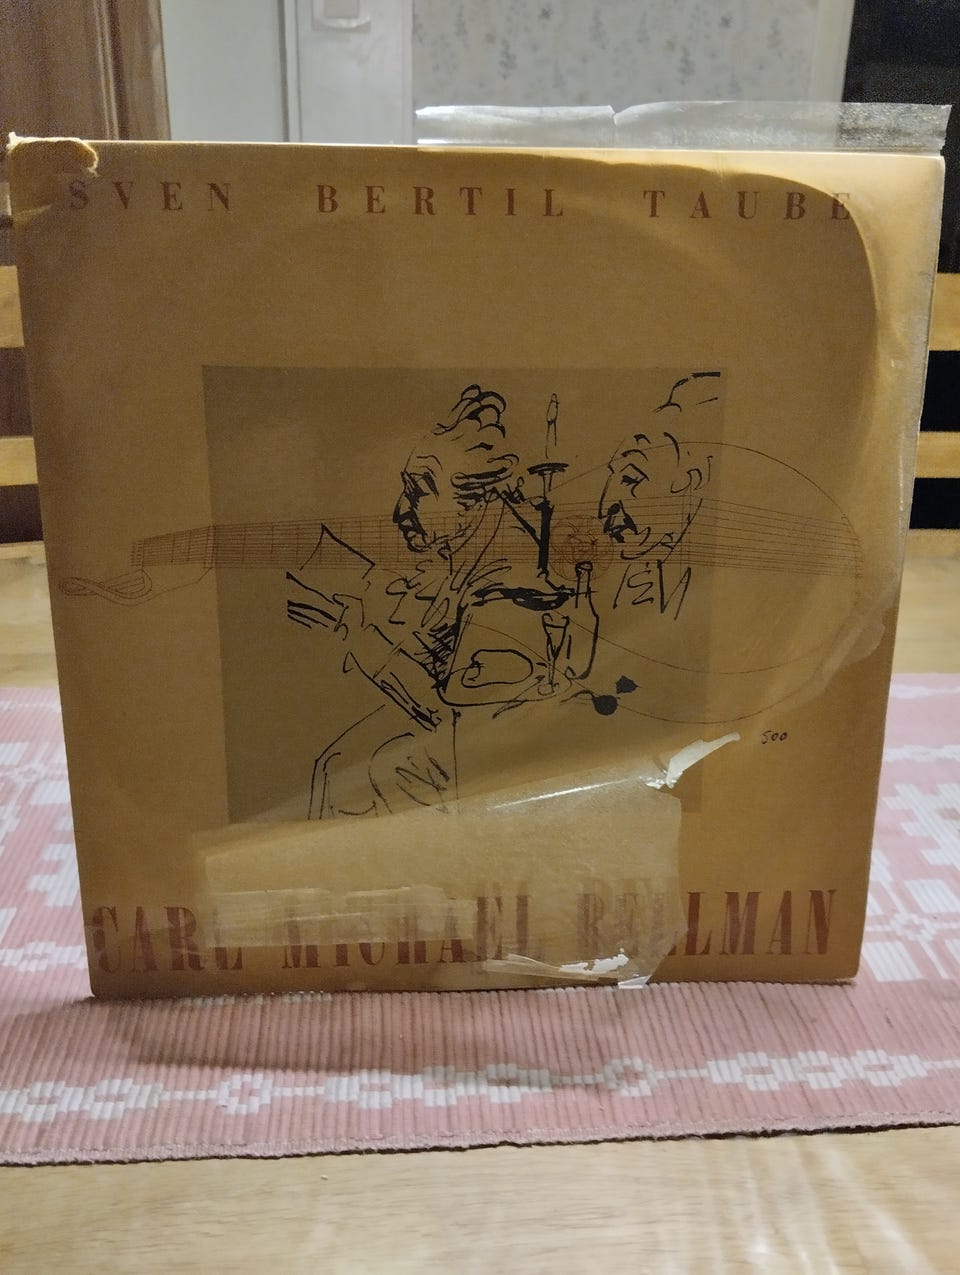 SVEN BERTIL TAUBE
500
CARL MICHAEL BELLMAN